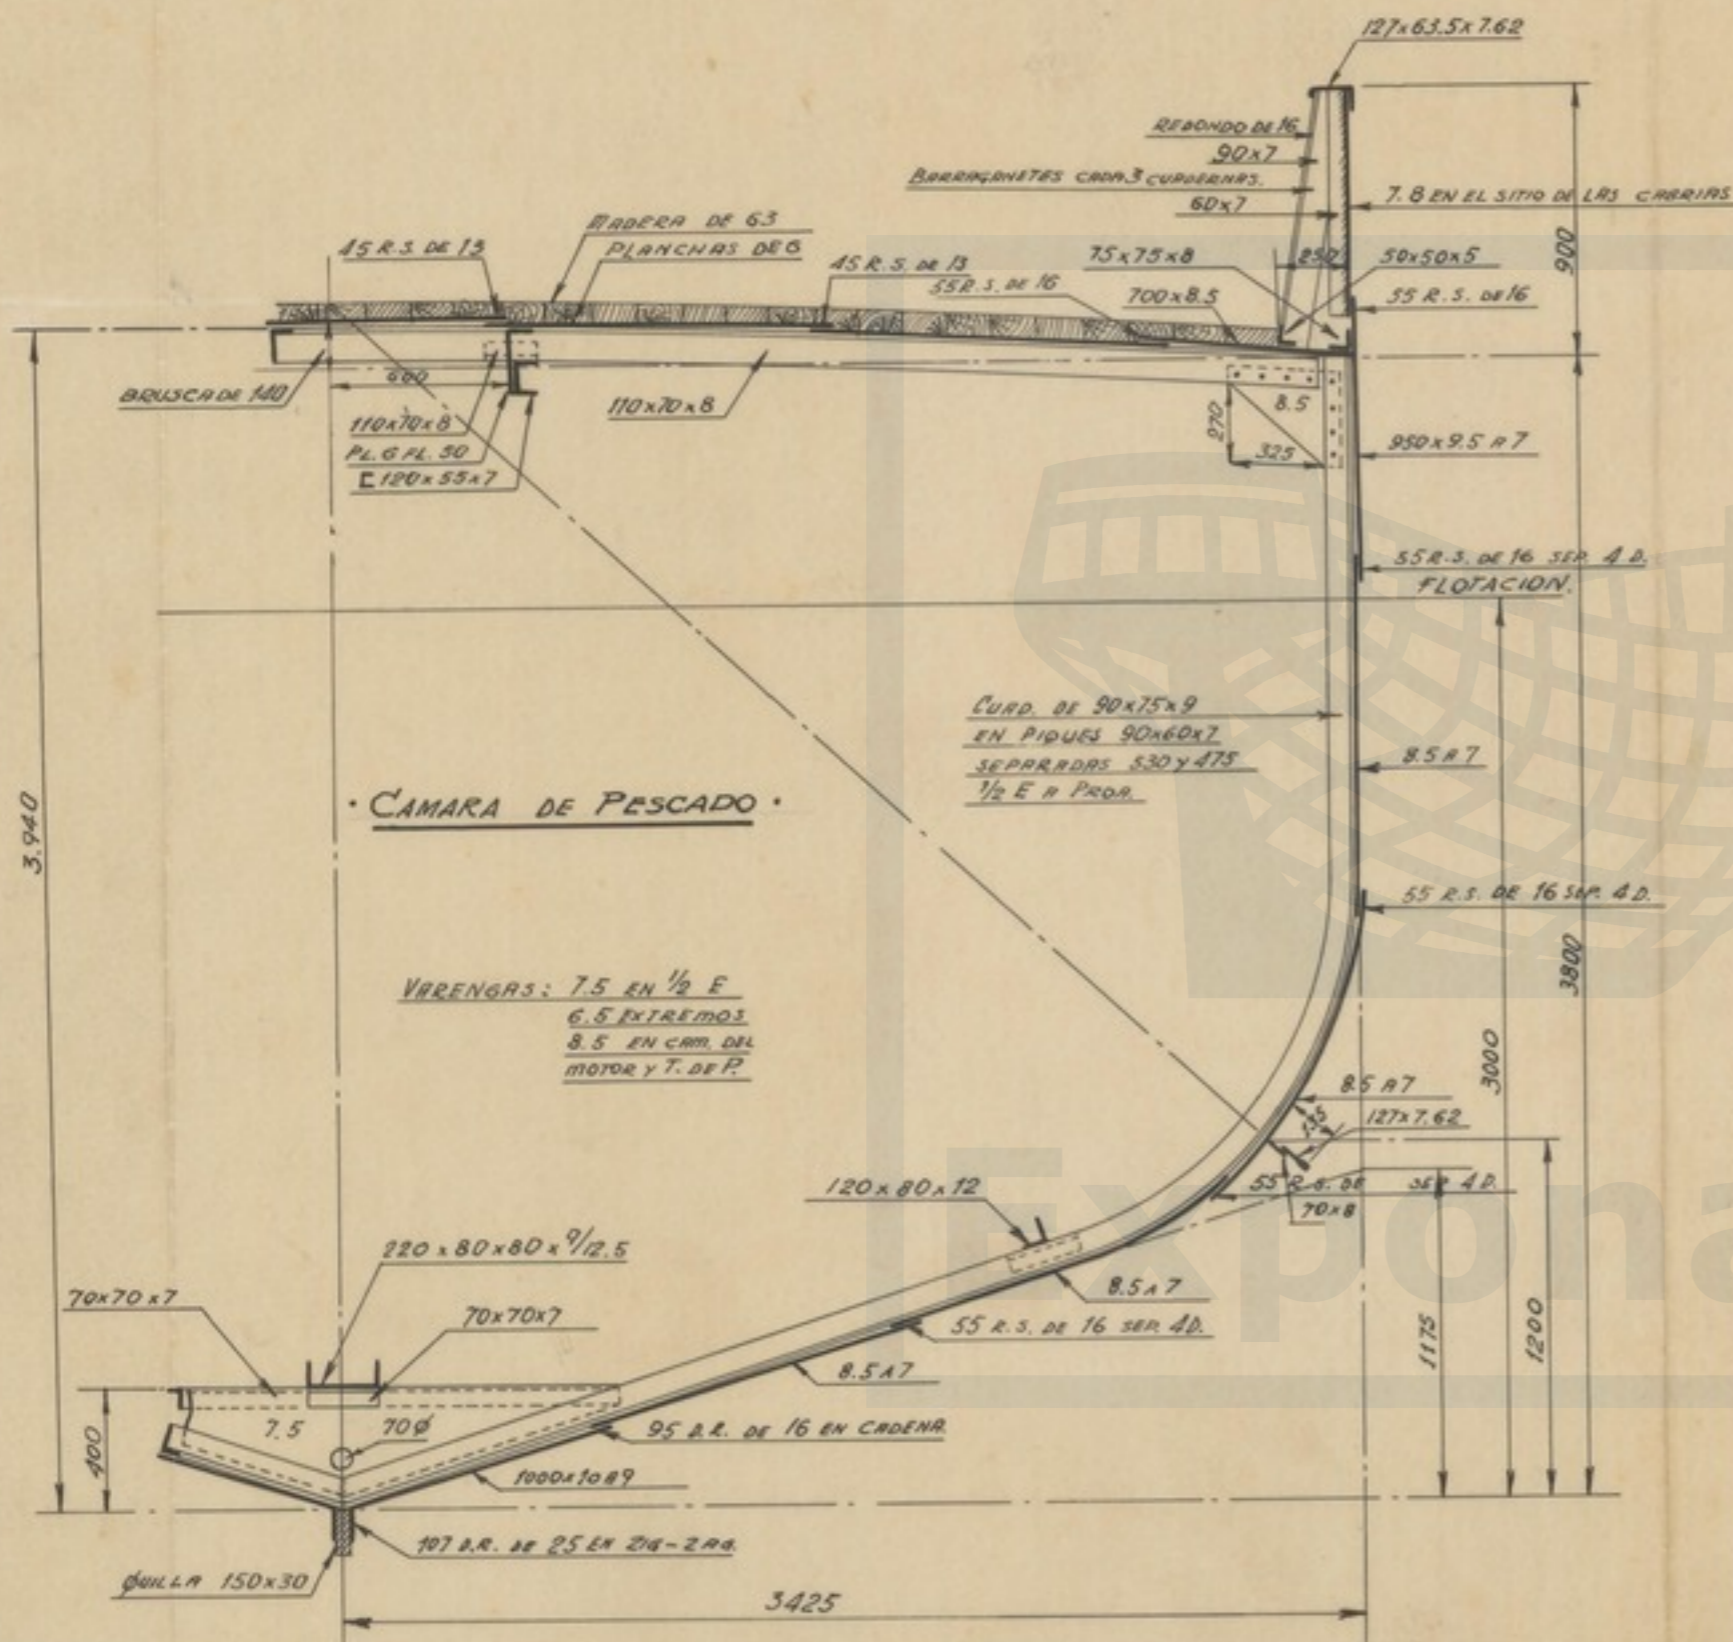 127x63.5x7.62
REDONDO DE 16
90x7
BARRAGANETES CADA 3 CUADERNAS.
60x7
7.8 EN EL SITIO DE LAS CABRIAS
900
MADERA DE 63
PLANCHAS DE 6
45 R.S. DE 13
45 R.S. DE 13
55 R.S. DE 16
75x75x8
250
50x50x5
700x8.5
55 R.S. DE 16
BRUSCA DE 140
600
110x70x8
PL. 6 FL. 50
120x55x7
110x70x8
270
8.5
325
950x9.5 A 7
55 R.S. DE 16 SEP. 4 D.
FLOTACION.
CUAD. DE 90x75x9
EN PIQUES 90x60x7
SEPARADAS 530 Y 475
1/2 E A PROA.
8.5 A 7
3.940
· CAMARA DE PESCADO ·
55 R.S. DE 16 SEP. 4 D.
3800
VARENGAS: 7.5 EN 1/2 E
6.5 EXTREMOS
8.5 EN CAM. DEL
MOTOR Y T. DE P.
3000
8.5 A 7
135
127x7.62
55 R.S. DE SEP. 4 D.
70x8
120x80x12
220x80x80x9/12.5
8.5 A 7
70x70x7
70x70x7
55 R.S. DE 16 SEP. 4D.
1175
1200
8.5 A 7
400
7.5
70Ø
95 D.R. DE 16 EN CADENA
1000x10 A 9
107 D.R. DE 25 EN ZIG-ZAG.
QUILLA 150x30
3425
Expona